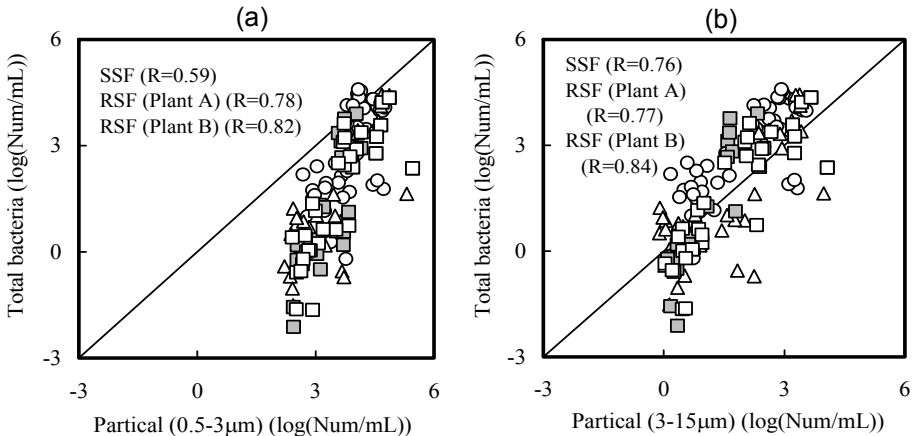 (a)
6
SSF (R=0.59)
RSF (Plant A) (R=0.78)
RSF (Plant B) (R=0.82)
3
0
-3
-3 0 3 6
Total bacteria (log(Num/mL))
Partical (0.5-3μm) (log(Num/mL))
(b)
6
SSF (R=0.76)
RSF (Plant A)
(R=0.77)
RSF (Plant B)
(R=0.84)
3
0
-3
-3 0 3 6
Total bacteria (log(Num/mL))
Partical (3-15μm) (log(Num/mL))